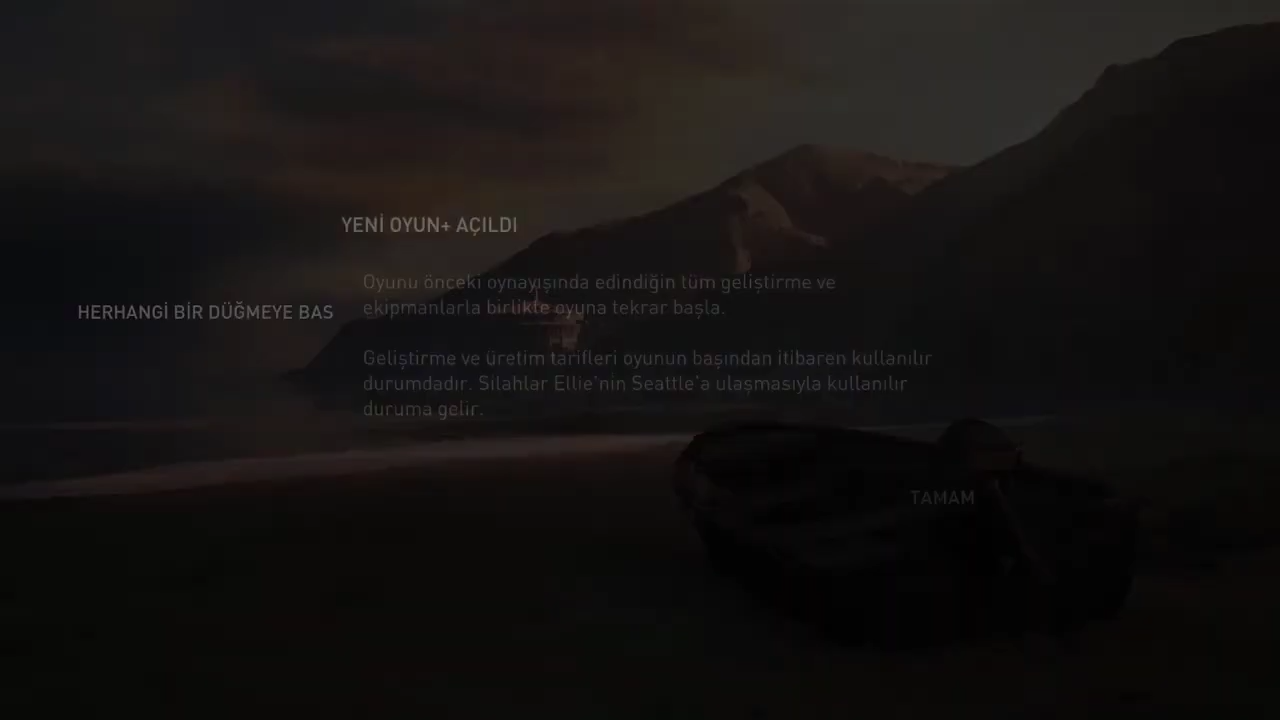 YENİ OYUN+ AÇILDI
Oyunu önceki oynayışında edindiğin tüm geliştirme ve
ekipmanlarla birlikte oyuna tekrar başla.
HERHANGİ BİR DÜĞMEYE BAS
Geliştirme ve üretim tarifleri oyunun başından itibaren kullanılır
durumdadır. Silahlar Ellie'nin Seattle'a ulaşmasıyla kullanılır
duruma gelir.
TAMAM